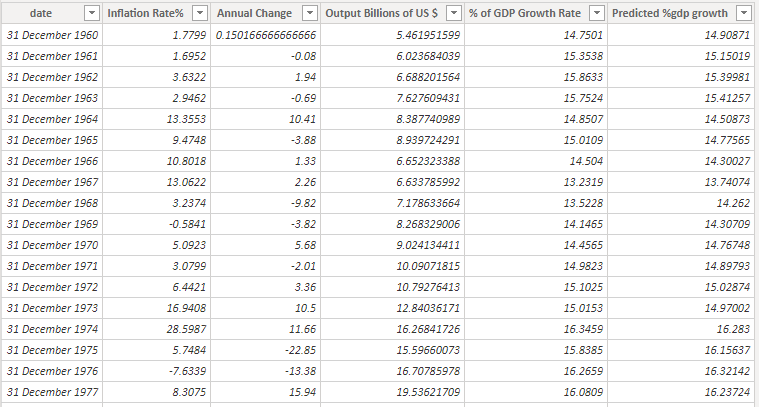 date Inflation Rate% Annual Change Output Billions of US $ % of GDP Growth Rate Predicted %gdp growth
31 December 1960 1.7799 0.150166666666666 5.461951599 14.7501 14.90871
31 December 1961 1.6952 -0.08 6.023684039 15.3538 15.15019
31 December 1962 3.6322 1.94 6.688201564 15.8633 15.39981
31 December 1963 2.9462 -0.69 7.627609431 15.7524 15.41257
31 December 1964 13.3553 10.41 8.387740989 14.8507 14.50873
31 December 1965 9.4748 -3.88 8.939724291 15.0109 14.77565
31 December 1966 10.8018 1.33 6.652323388 14.504 14.30027
31 December 1967 13.0622 2.26 6.633785992 13.2319 13.74074
31 December 1968 3.2374 -9.82 7.178633664 13.5228 14.262
31 December 1969 -0.5841 -3.82 8.268329006 14.1465 14.30709
31 December 1970 5.0923 5.68 9.024134411 14.4565 14.76748
31 December 1971 3.0799 -2.01 10.09071815 14.9823 14.89793
31 December 1972 6.4421 3.36 10.79276413 15.1025 15.02874
31 December 1973 16.9408 10.5 12.84036171 15.0153 14.97002
31 December 1974 28.5987 11.66 16.26841726 16.3459 16.283
31 December 1975 5.7484 -22.85 15.59660073 15.8385 16.15637
31 December 1976 -7.6339 -13.38 16.70785978 16.2659 16.32142
31 December 1977 8.3075 15.94 19.53621709 16.0809 16.23724